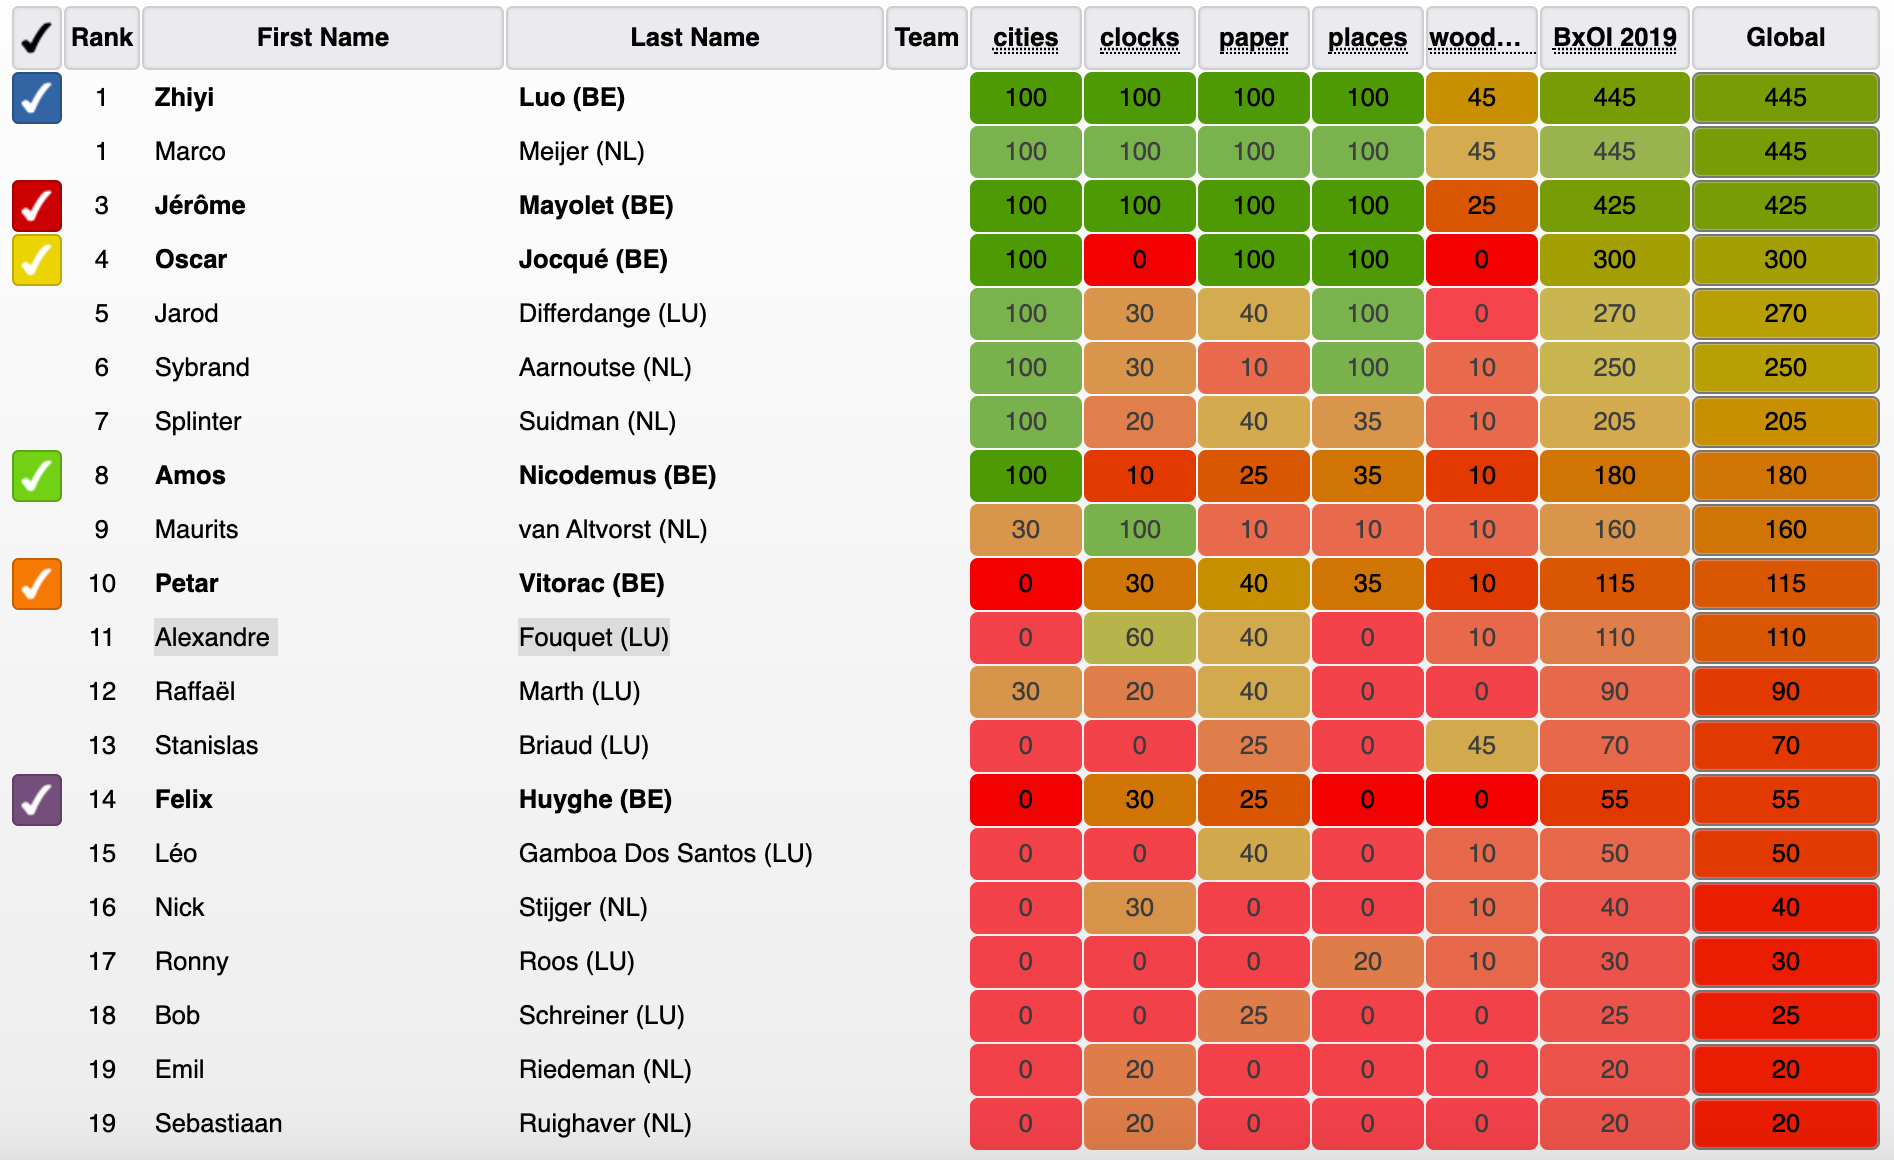 Rank First Name Last Name Team cities clocks paper places wood… BxOI 2019 Global
1 Zhiyi Luo (BE) 100 100 100 100 45 445 445
1 Marco Meijer (NL) 100 100 100 100 45 445 445
3 Jérôme Mayolet (BE) 100 100 100 100 25 425 425
4 Oscar Jocqué (BE) 100 0 100 100 0 300 300
5 Jarod Differdange (LU) 100 30 40 100 0 270 270
6 Sybrand Aarnoutse (NL) 100 30 10 100 10 250 250
7 Splinter Suidman (NL) 100 20 40 35 10 205 205
8 Amos Nicodemus (BE) 100 10 25 35 10 180 180
9 Maurits van Altvorst (NL) 30 100 10 10 10 160 160
10 Petar Vitorac (BE) 0 30 40 35 10 115 115
11 Alexandre Fouquet (LU) 0 60 40 0 10 110 110
12 Raffaël Marth (LU) 30 20 40 0 0 90 90
13 Stanislas Briaud (LU) 0 0 25 0 45 70 70
14 Felix Huyghe (BE) 0 30 25 0 0 55 55
15 Léo Gamboa Dos Santos (LU) 0 0 40 0 10 50 50
16 Nick Stijger (NL) 0 30 0 0 10 40 40
17 Ronny Roos (LU) 0 0 0 20 10 30 30
18 Bob Schreiner (LU) 0 0 25 0 0 25 25
19 Emil Riedeman (NL) 0 20 0 0 0 20 20
19 Sebastiaan Ruighaver (NL) 0 20 0 0 0 20 20